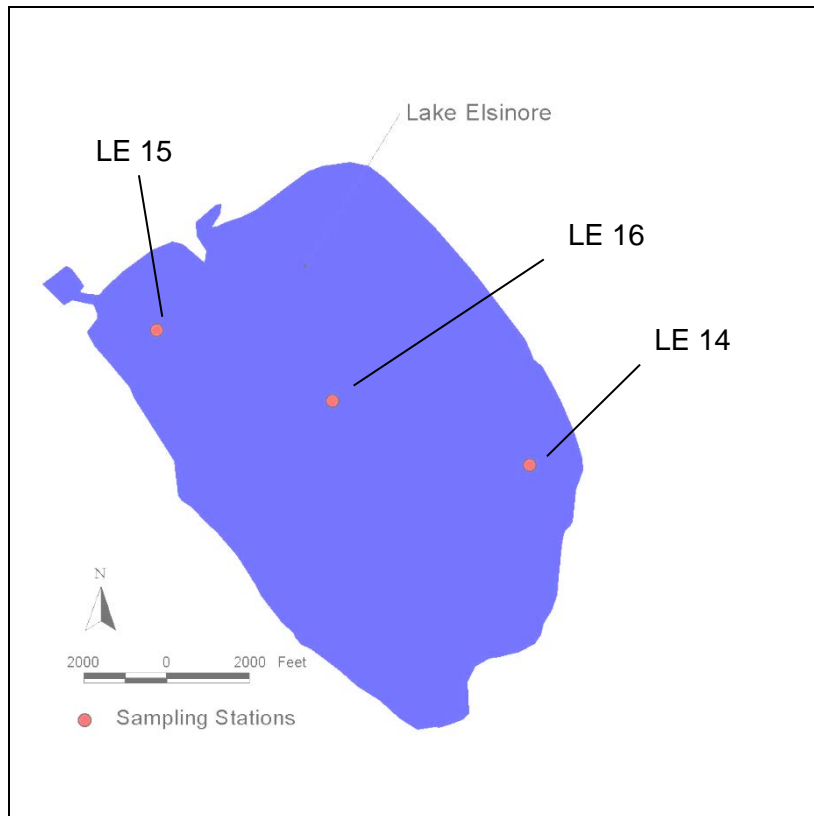 Lake Elsinore
LE 15
LE 16
LE 14
N
2000 0 2000 Feet
Sampling Stations